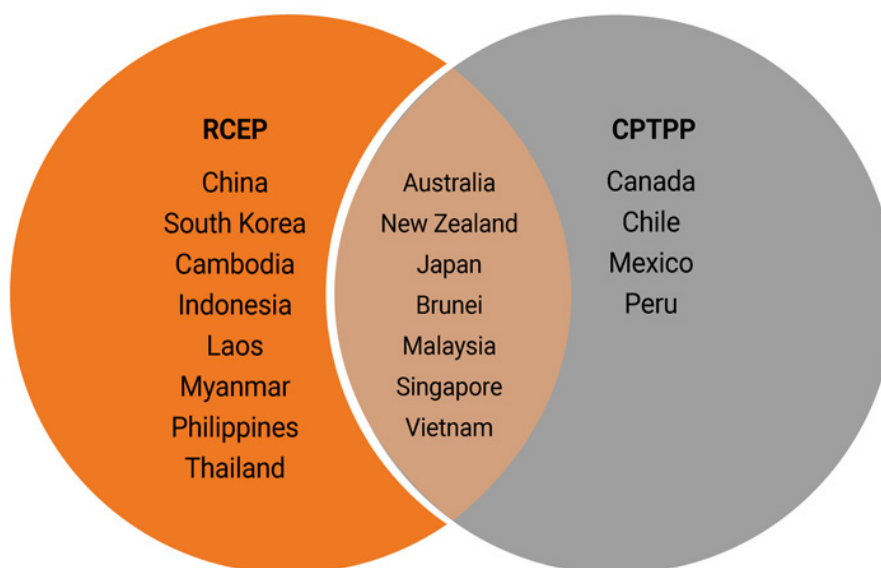 RCEP
China
South Korea
Cambodia
Indonesia
Laos
Myanmar
Philippines
Thailand
Australia
New Zealand
Japan
Brunei
Malaysia
Singapore
Vietnam
CPTPP
Canada
Chile
Mexico
Peru